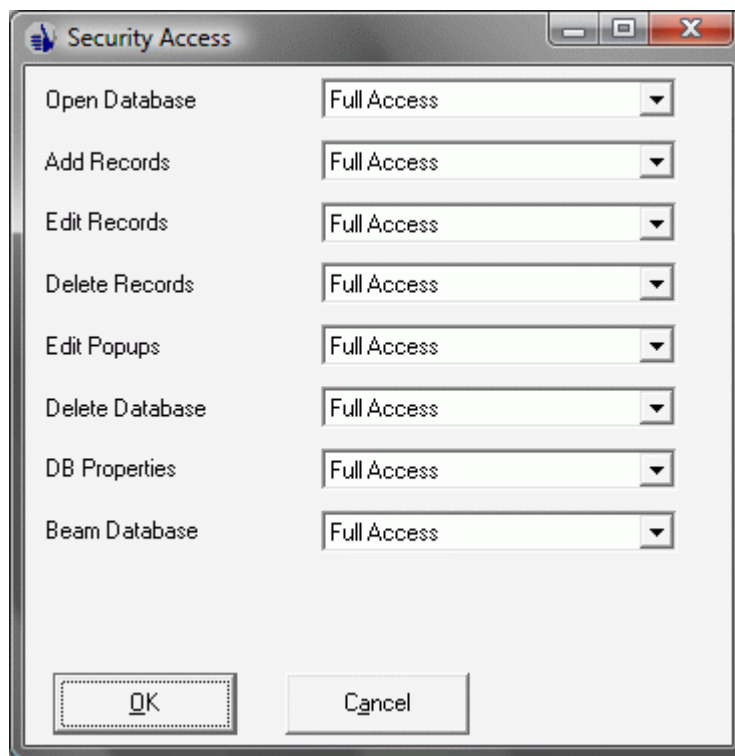 Security Access
Open Database Full Access
Add Records Full Access
Edit Records Full Access
Delete Records Full Access
Edit Popups Full Access
Delete Database Full Access
DB Properties Full Access
Beam Database Full Access
OK Cancel